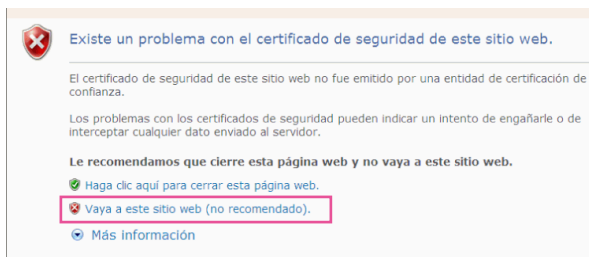 Existe un problema con el certificado de seguridad de este sitio web.
El certificado de seguridad de este sitio web no fue emitido por una entidad de certificación de
confianza.
Los problemas con los certificados de seguridad pueden indicar un intento de engañarle o de
interceptar cualquier dato enviado al servidor.
Le recomendamos que cierre esta página web y no vaya a este sitio web.
Haga clic aquí para cerrar esta página web.
Vaya a este sitio web (no recomendado).
Más información